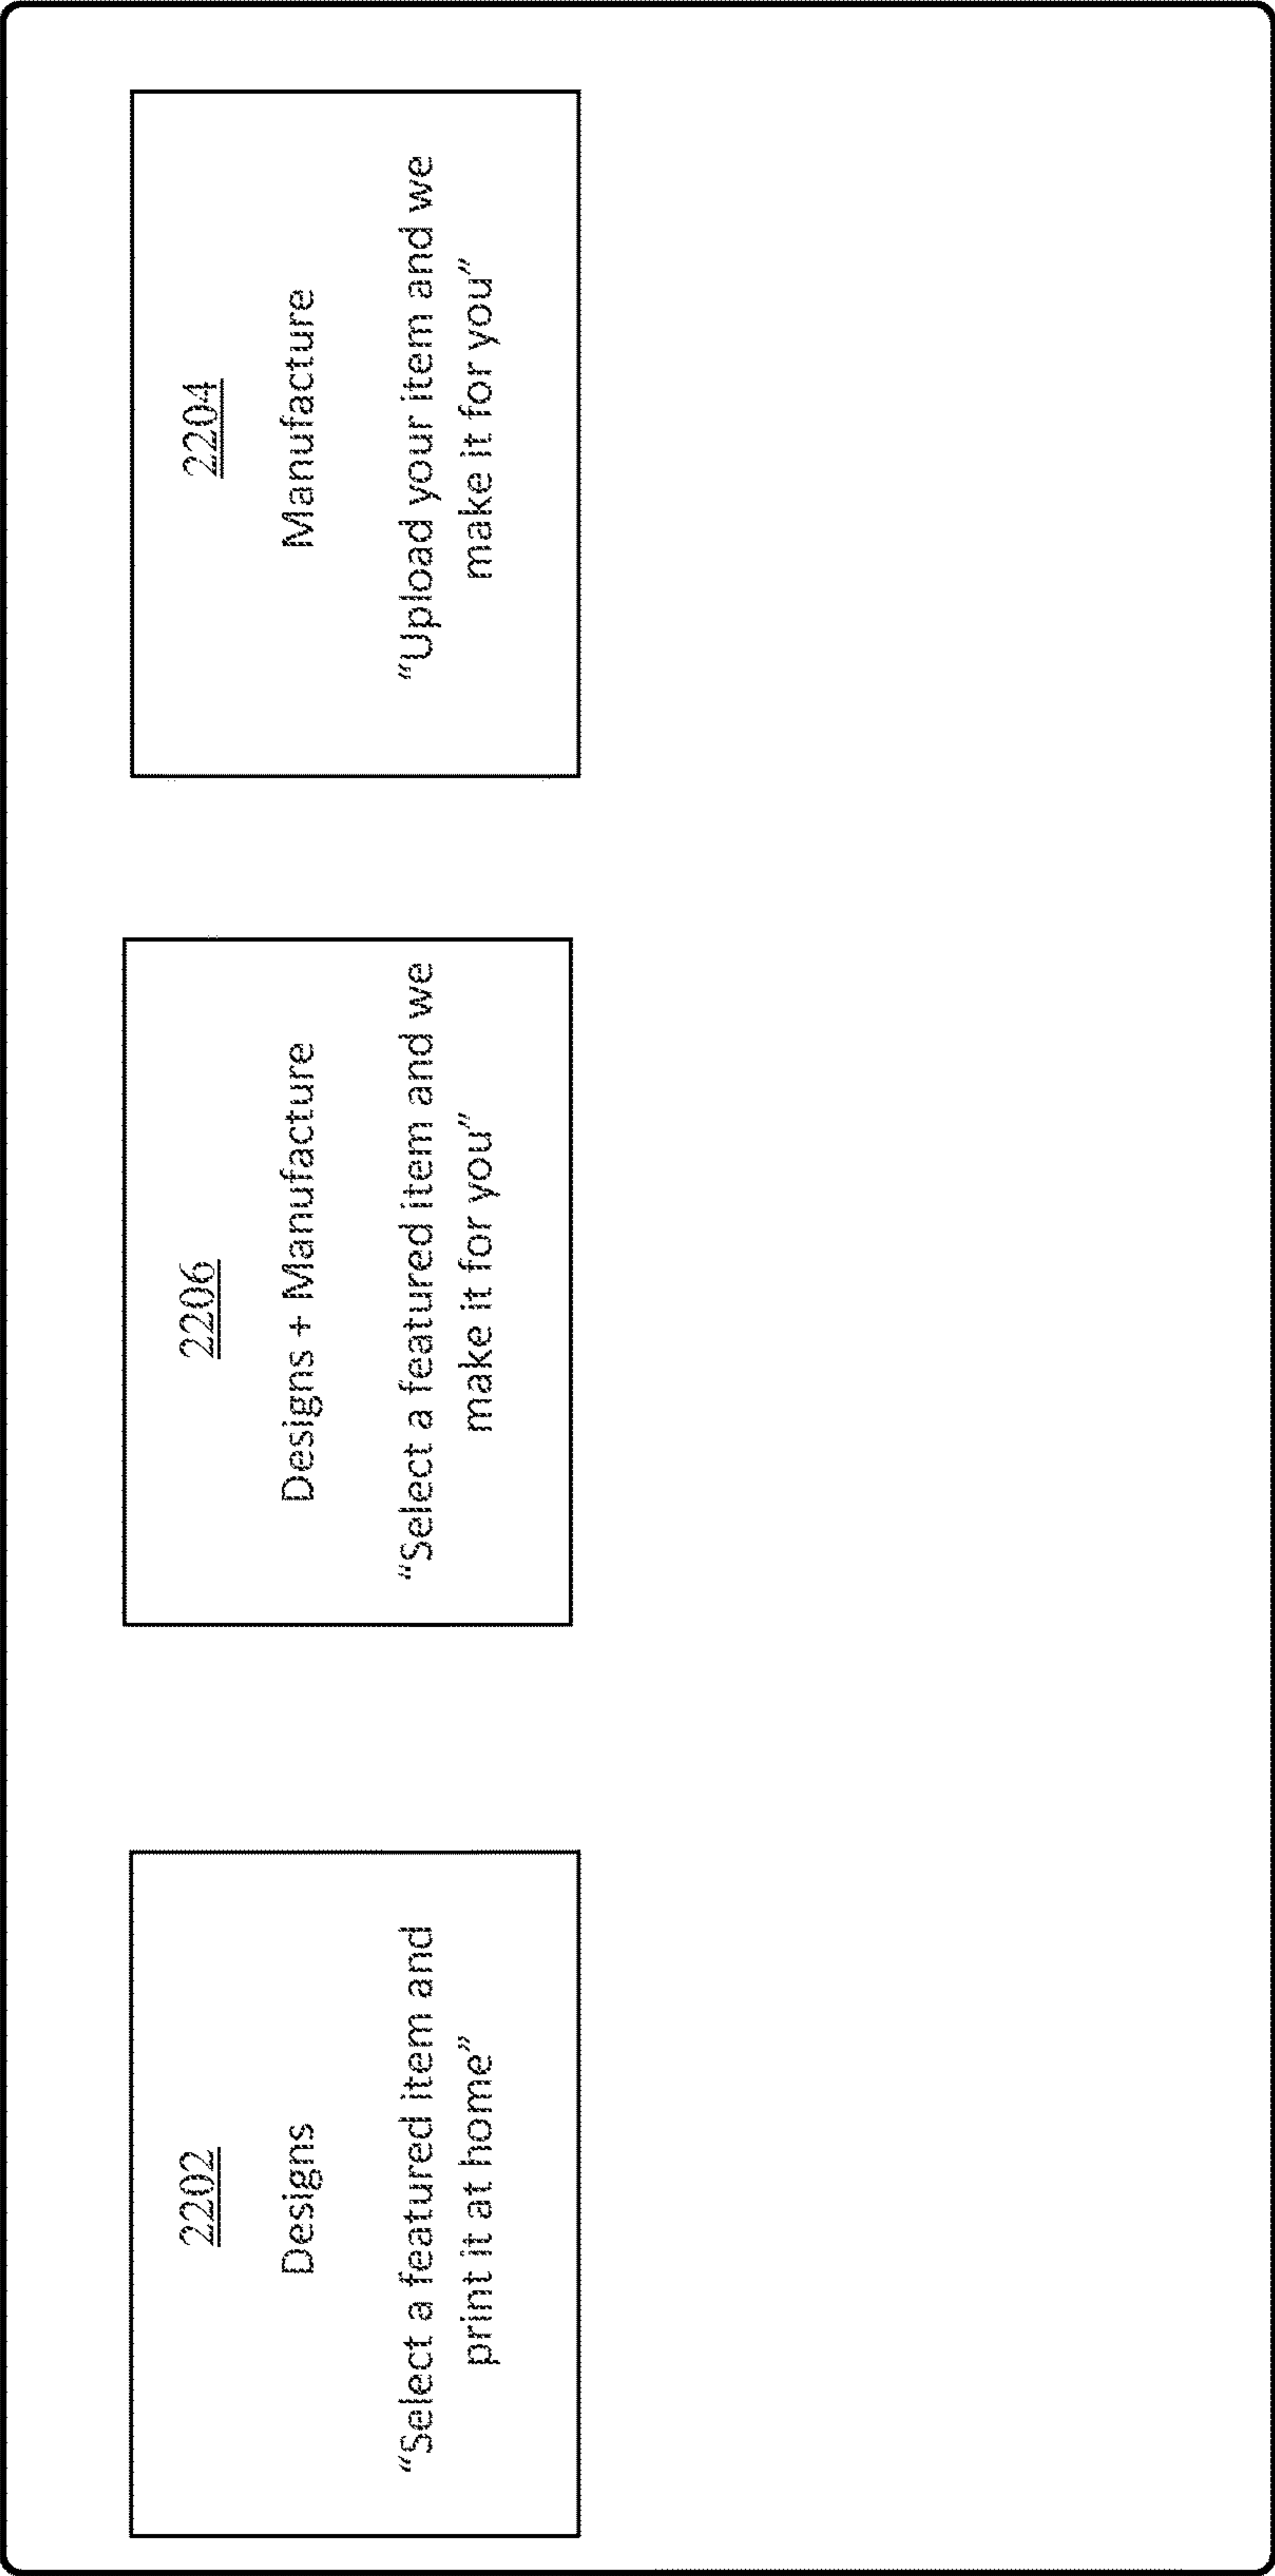 2202
Designs
“Select a featured item and
print it at home”
2206
Designs + Manufacture
“Select a featured item and we
make it for you”
2204
Manufacture
“Upload your item and we
make it for you”